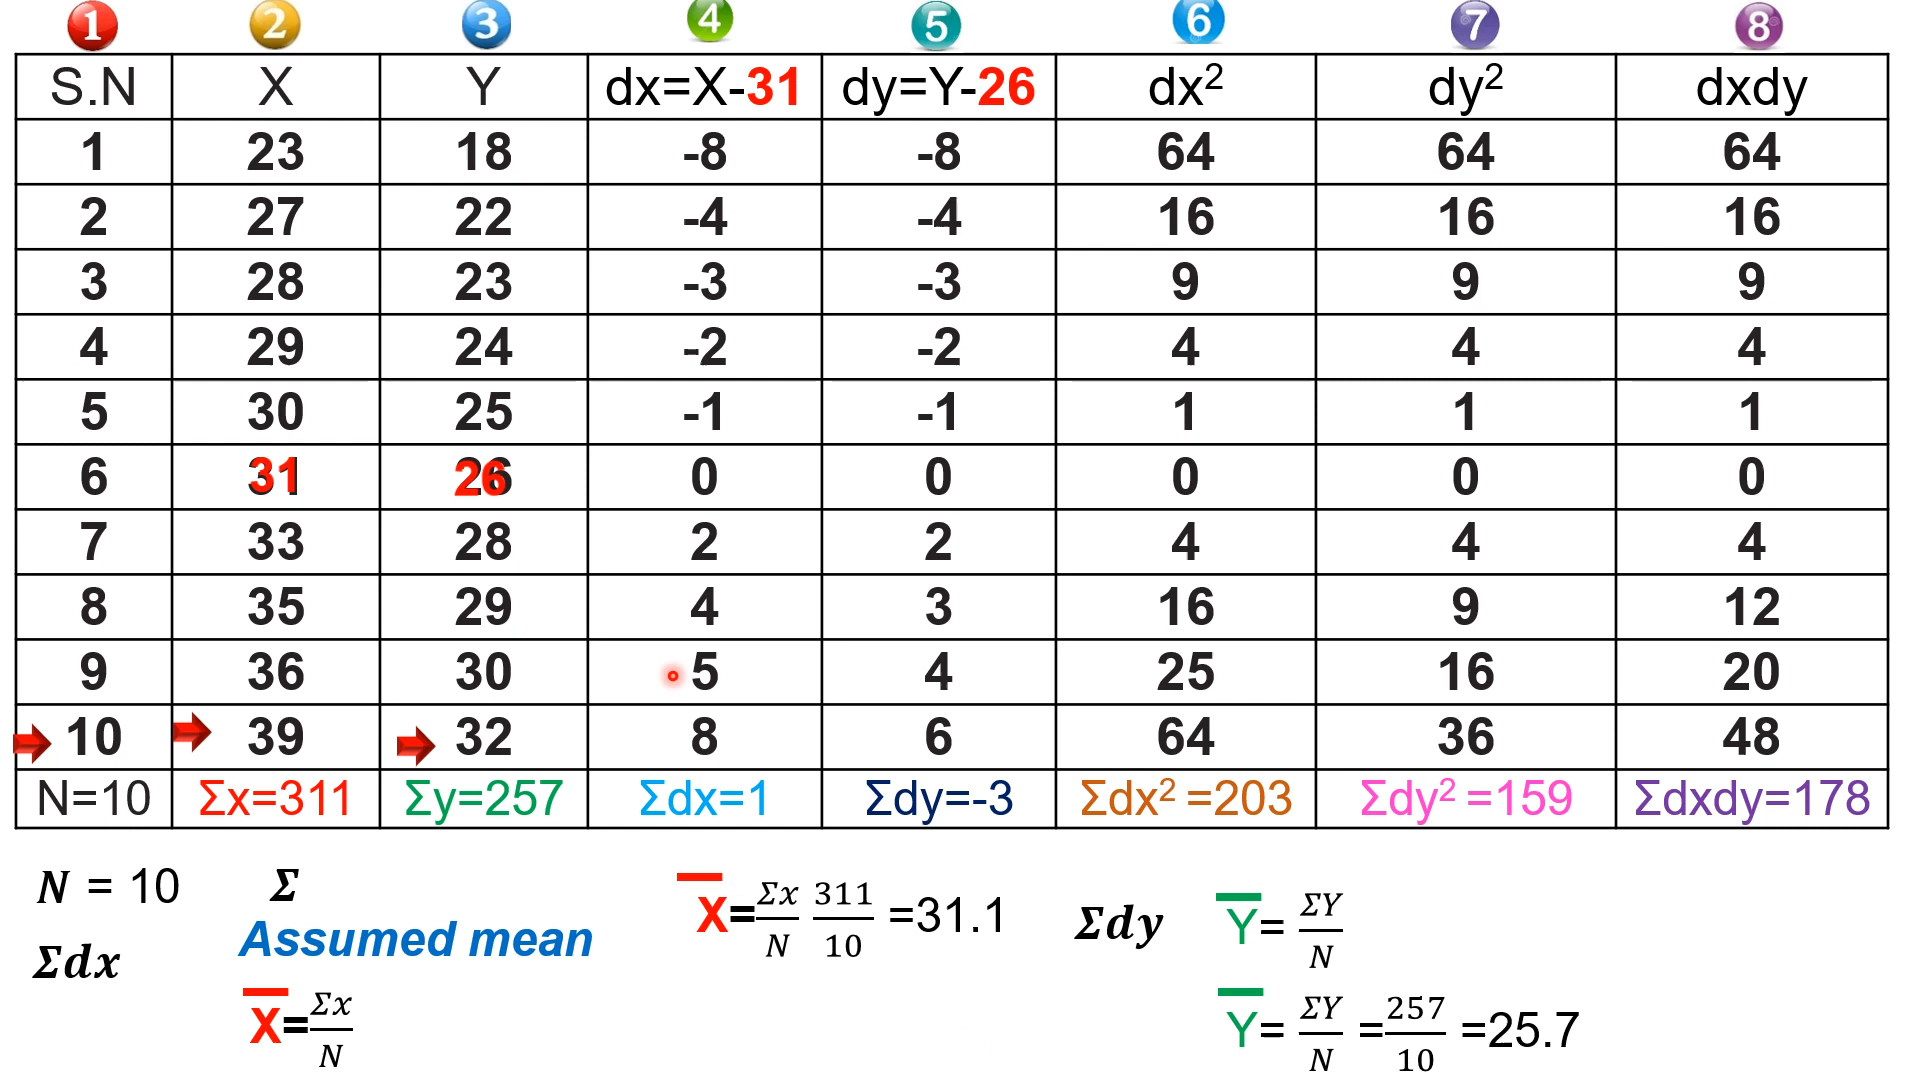 1 2 3 4 5 6 7 8
S.N X Y dx=X-31 dy=Y-26 dx² dy² dxdy
1 23 18 -8 -8 64 64 64
2 27 22 -4 -4 16 16 16
3 28 23 -3 -3 9 9 9
4 29 24 -2 -2 4 4 4
5 30 25 -1 -1 1 1 1
6 31 26 0 0 0 0 0
7 33 28 2 2 4 4 4
8 35 29 4 3 16 9 12
9 36 30 5 4 25 16 20
10 39 32 8 6 64 36 48
N=10 Σx=311 Σy=257 Σdx=1 Σdy=-3 Σdx² =203 Σdy² =159 Σdxdy=178
N = 10
Σdx
Σ
Assumed mean
X̅=Σx/N
X̅=Σx/N 311/10 =31.1
Σdy
Y̅= ΣY/N
Y̅= ΣY/N =257/10 =25.7